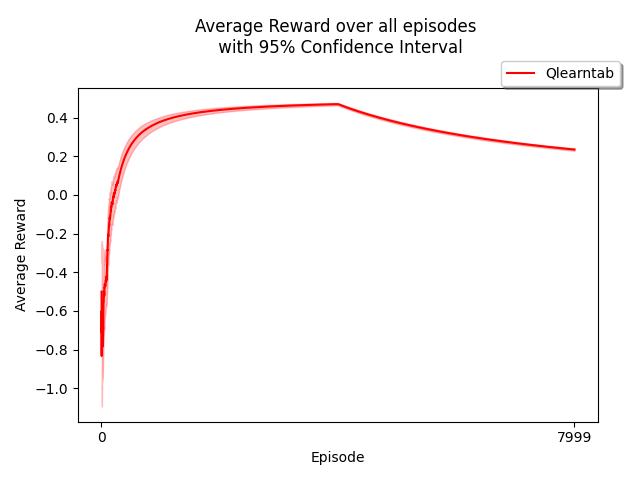 Average Reward over all episodes
with 95% Confidence Interval
Qlearntab
0.4
0.2
0.0
−0.2
−0.4
−0.6
−0.8
−1.0
Average Reward
0
7999
Episode